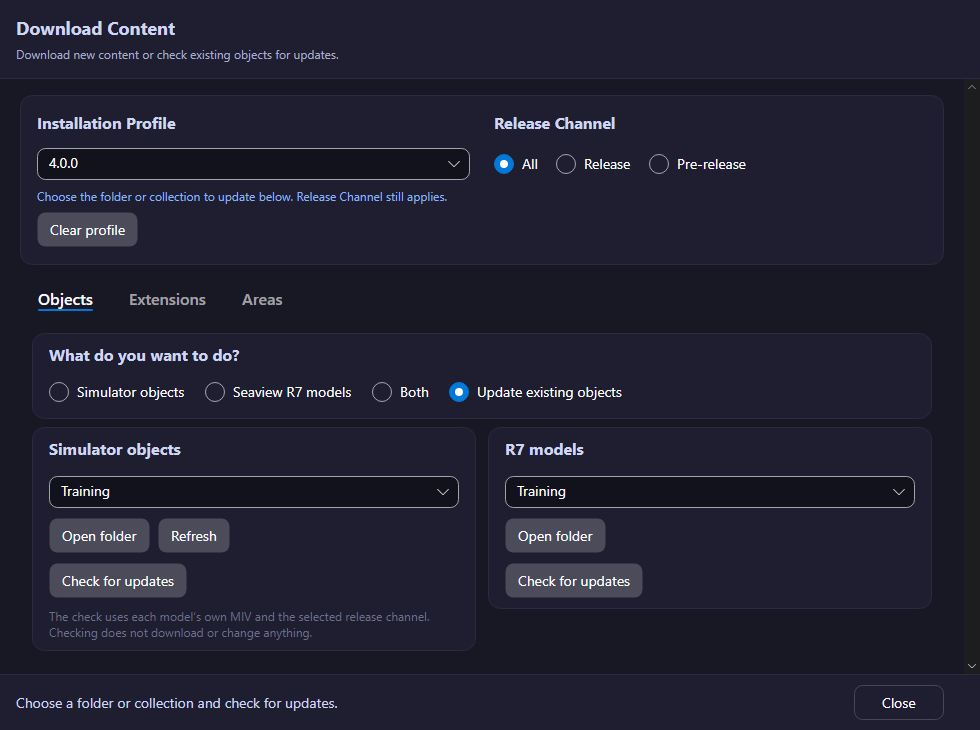 Download Content
Download new content or check existing objects for updates.
Installation Profile
4.0.0
Choose the folder or collection to update below. Release Channel still applies.
Clear profile
Release Channel
All Release Pre-release
Objects Extensions Areas
What do you want to do?
Simulator objects Seaview R7 models Both Update existing objects
Simulator objects
Training
Open folder Refresh
Check for updates
The check uses each model's own MIV and the selected release channel.
Checking does not download or change anything.
R7 models
Training
Open folder
Check for updates
Choose a folder or collection and check for updates.
Close